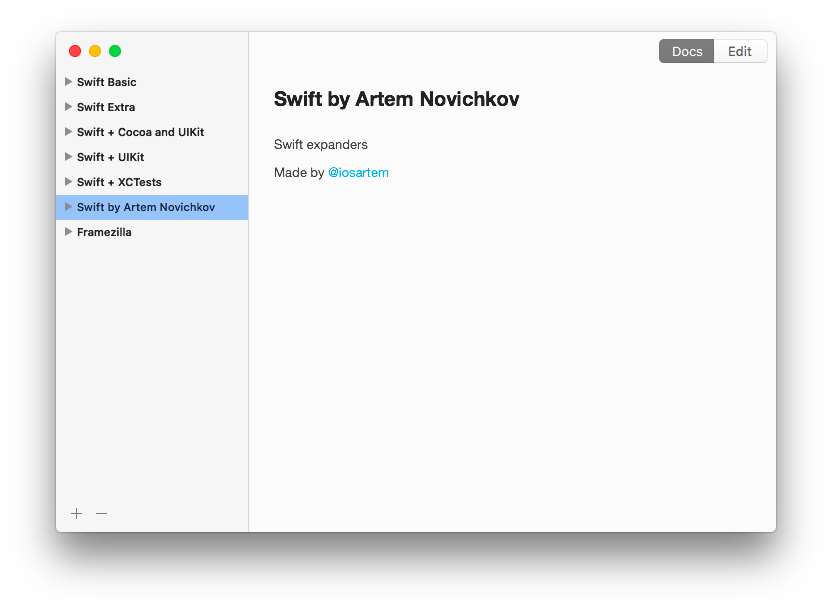 Docs Edit
Swift Basic
Swift Extra
Swift + Cocoa and UIKit
Swift + UIKit
Swift + XCTests
Swift by Artem Novichkov
Framezilla
Swift by Artem Novichkov
Swift expanders
Made by @iosartem